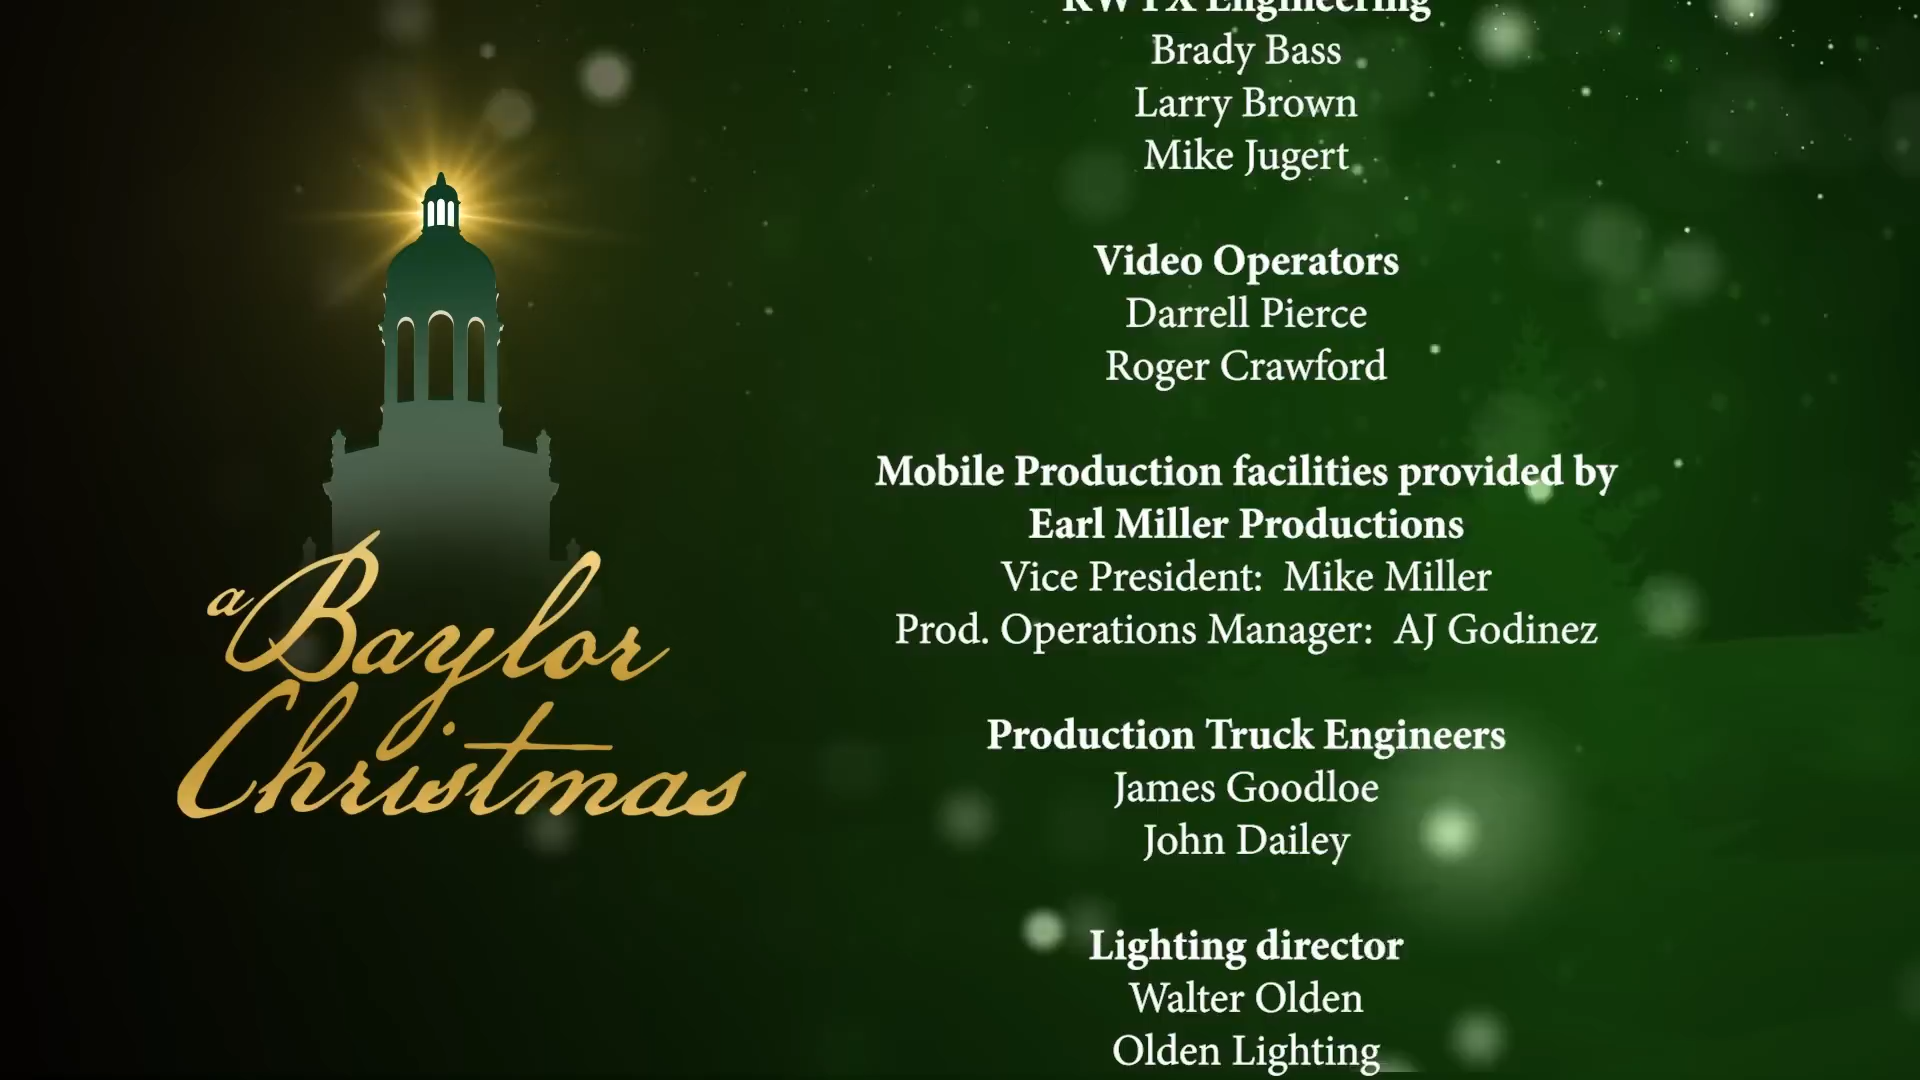 a Baylor
Christmas
Engineering
Brady Bass
Larry Brown
Mike Jugert
Video Operators
Darrell Pierce
Roger Crawford
Mobile Production facilities provided by
Earl Miller Productions
Vice President:  Mike Miller
Prod. Operations Manager:  AJ Godinez
Production Truck Engineers
James Goodloe
John Dailey
Lighting director
Walter Olden
Olden Lighting